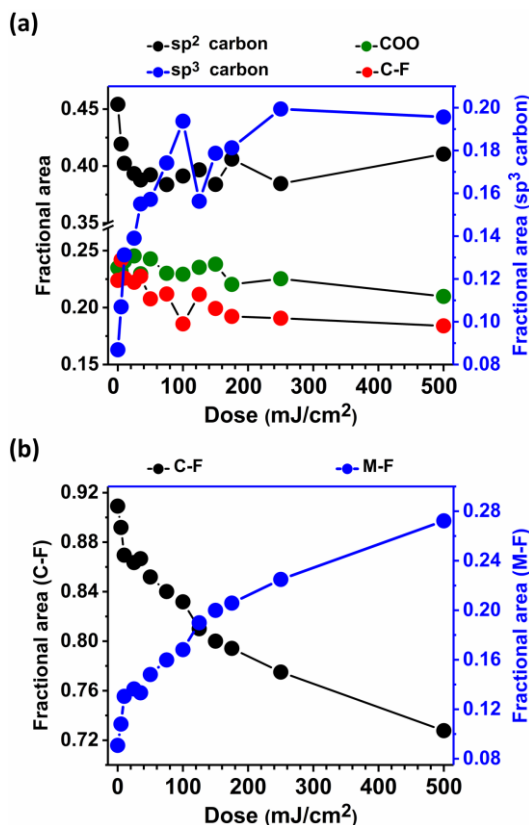 (a)
sp² carbon
COO
sp³ carbon
C-F
Fractional area
0.45
0.40
0.35
0.25
0.20
0.15
0.20
0.18
0.16
0.14
0.12
0.10
0.08
Fractional area (sp³ carbon)
0 100 200 300 400 500
Dose (mJ/cm²)
(b)
C-F
M-F
Fractional area (C-F)
0.92
0.88
0.84
0.80
0.76
0.72
0.28
0.24
0.20
0.16
0.12
0.08
Fractional area (M-F)
0 100 200 300 400 500
Dose (mJ/cm²)